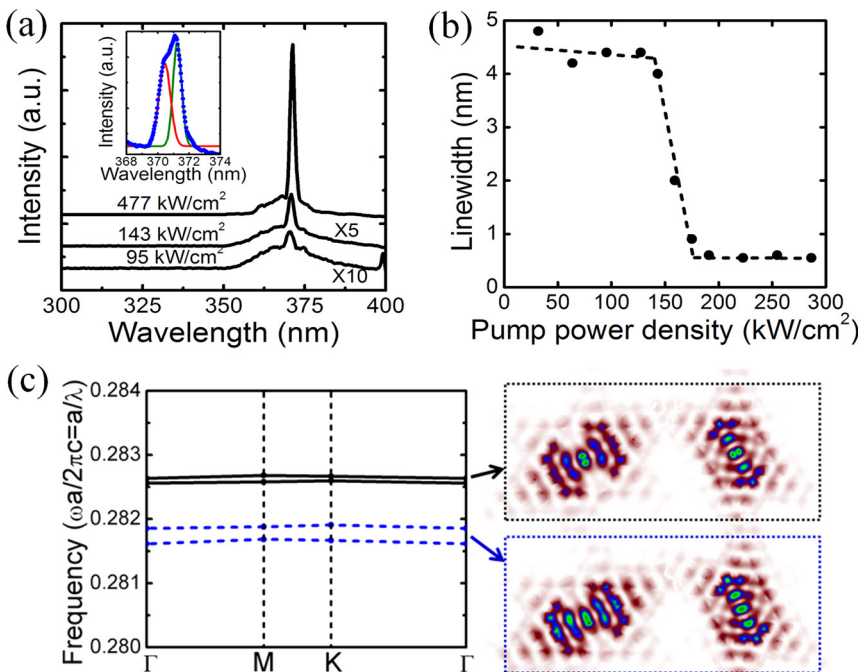 (a)
Intensity (a.u.)
Intensity (a.u.)
368 370 372 374
Wavelength (nm)
477 kW/cm²
143 kW/cm²
X5
95 kW/cm²
X10
300 325 350 375 400
Wavelength (nm)
(b)
Linewidth (nm)
5
4
3
2
1
0
0 50 100 150 200 250 300
Pump power density (kW/cm²)
(c)
Frequency (ωa/2πc=a/λ)
0.284
0.283
0.282
0.281
0.280
Γ M K Γ